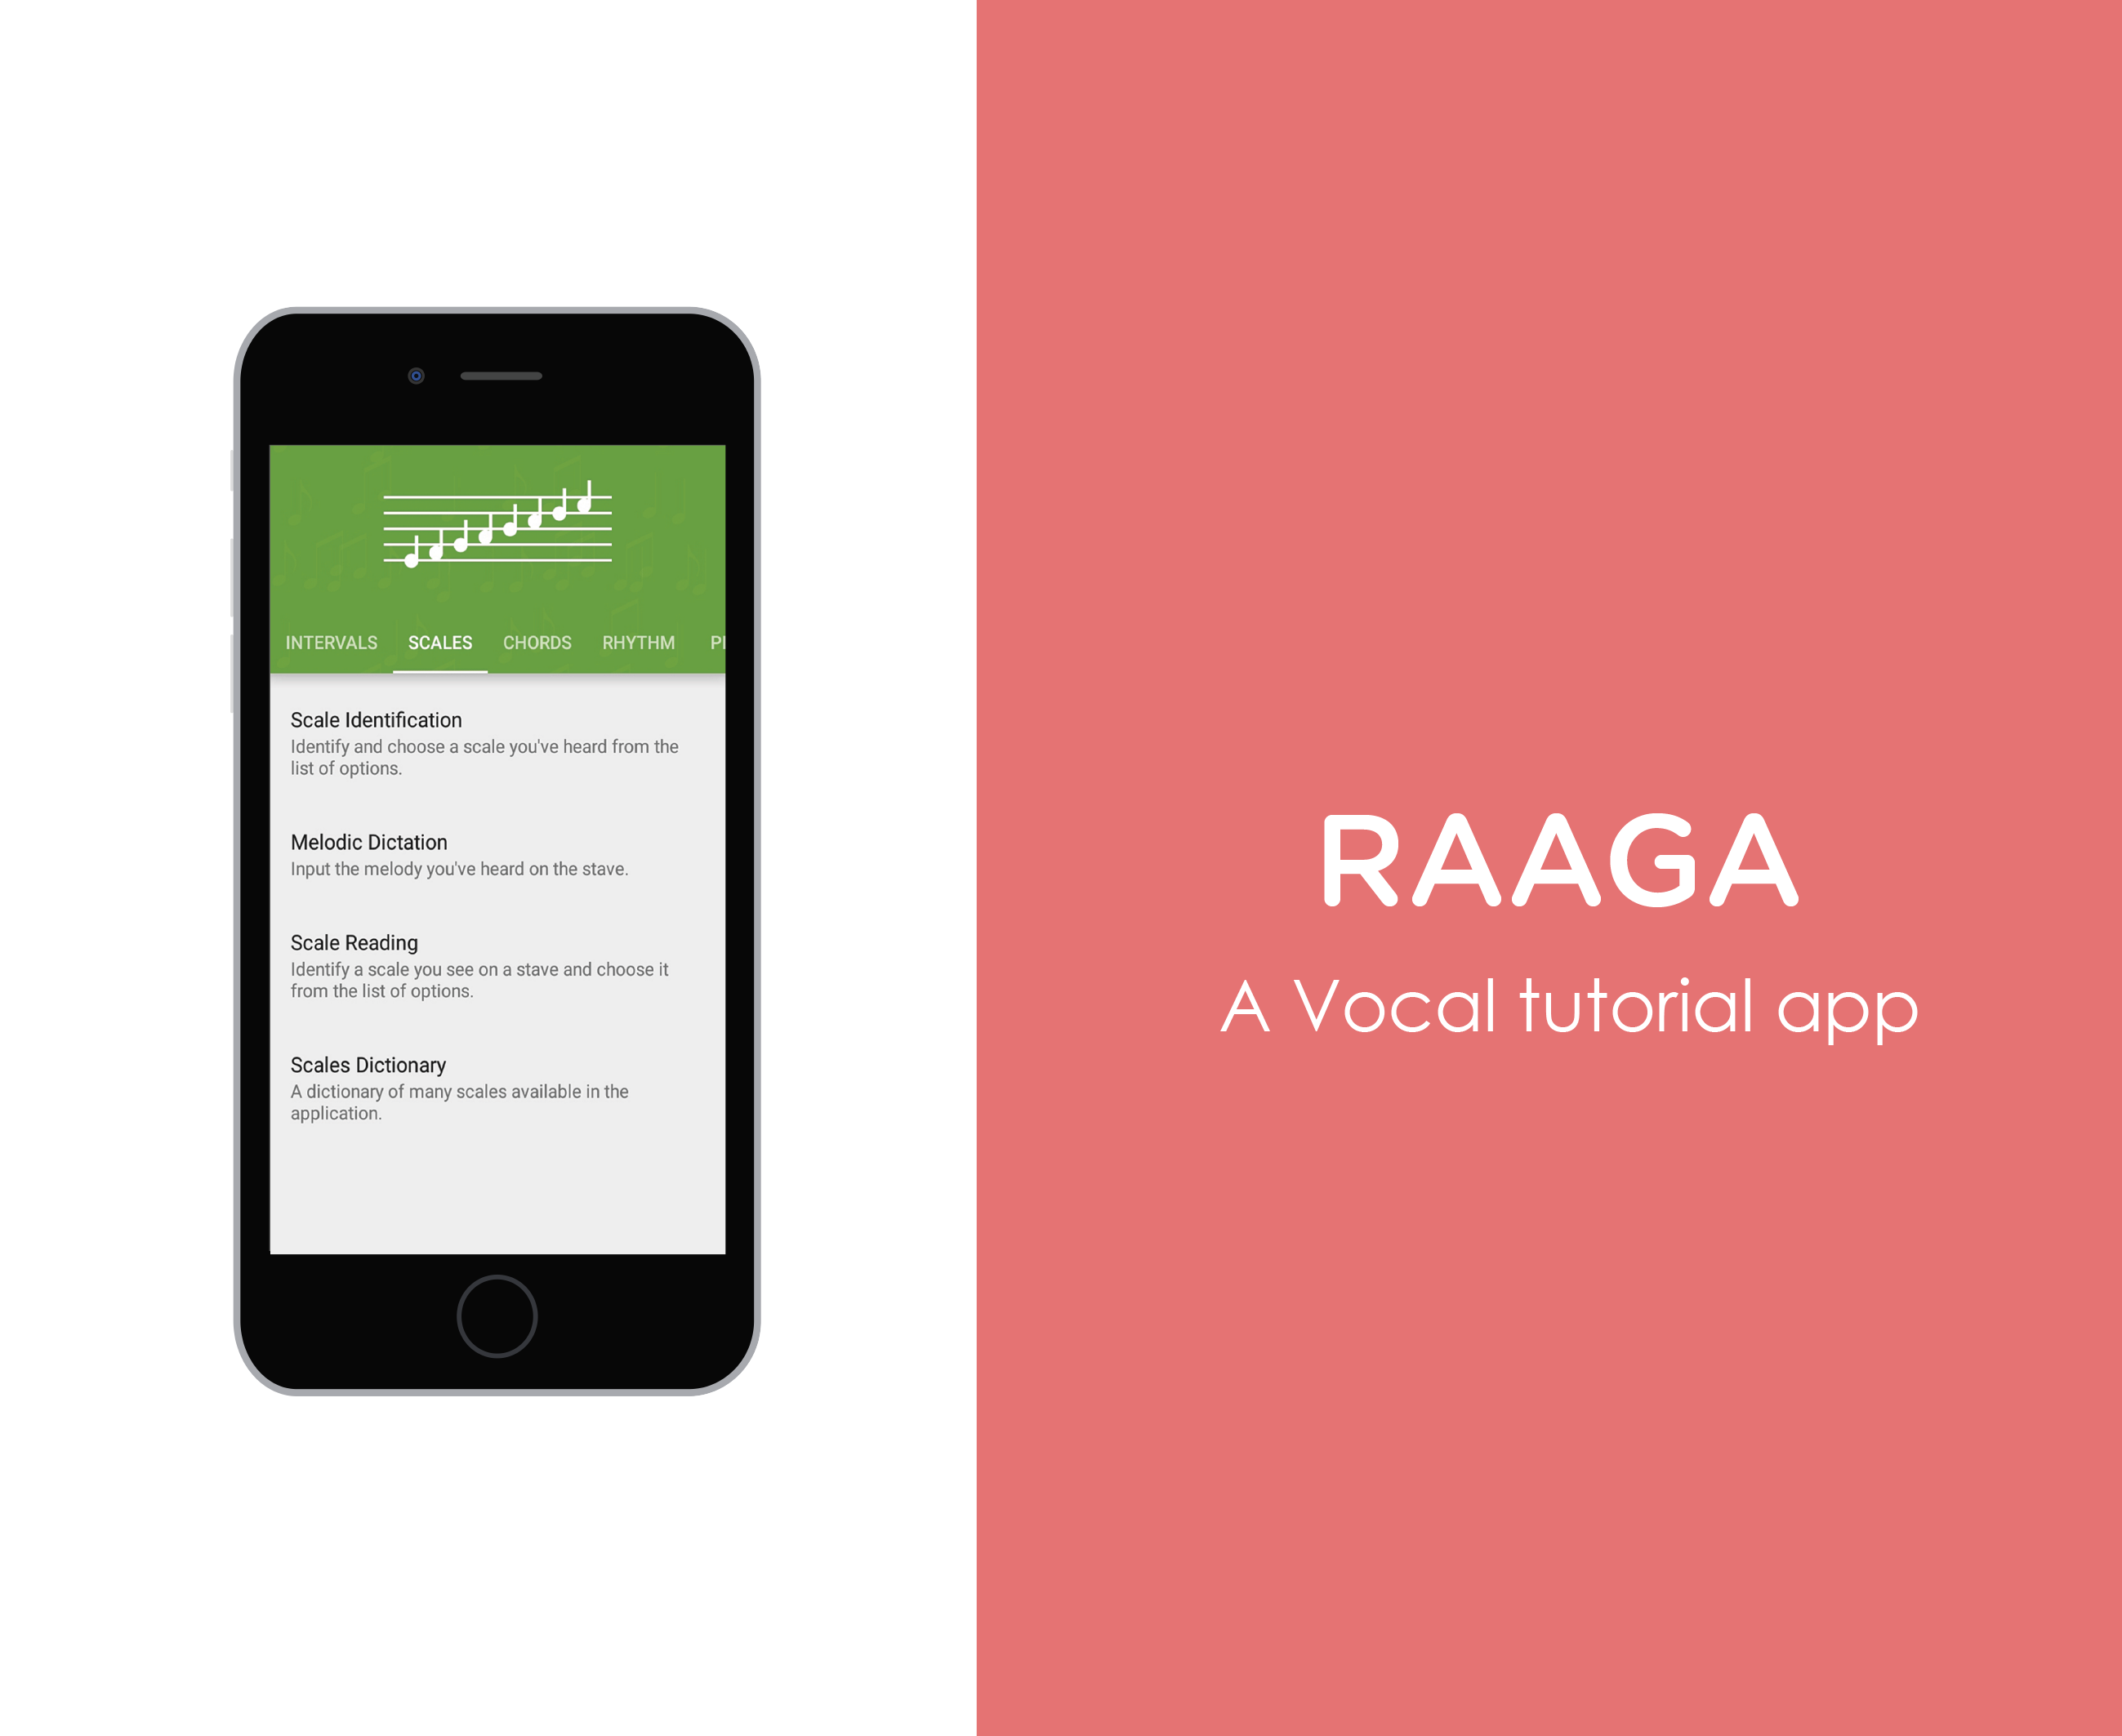 INTERVALS SCALES CHORDS RHYTHM
Scale Identification
Identify and choose a scale you've heard from the
list of options.
Melodic Dictation
Input the melody you've heard on the stave.
Scale Reading
Identify a scale you see on a stave and choose it
from the list of options.
Scales Dictionary
A dictionary of many scales available in the
application.
RAAGA
A Vocal tutorial app